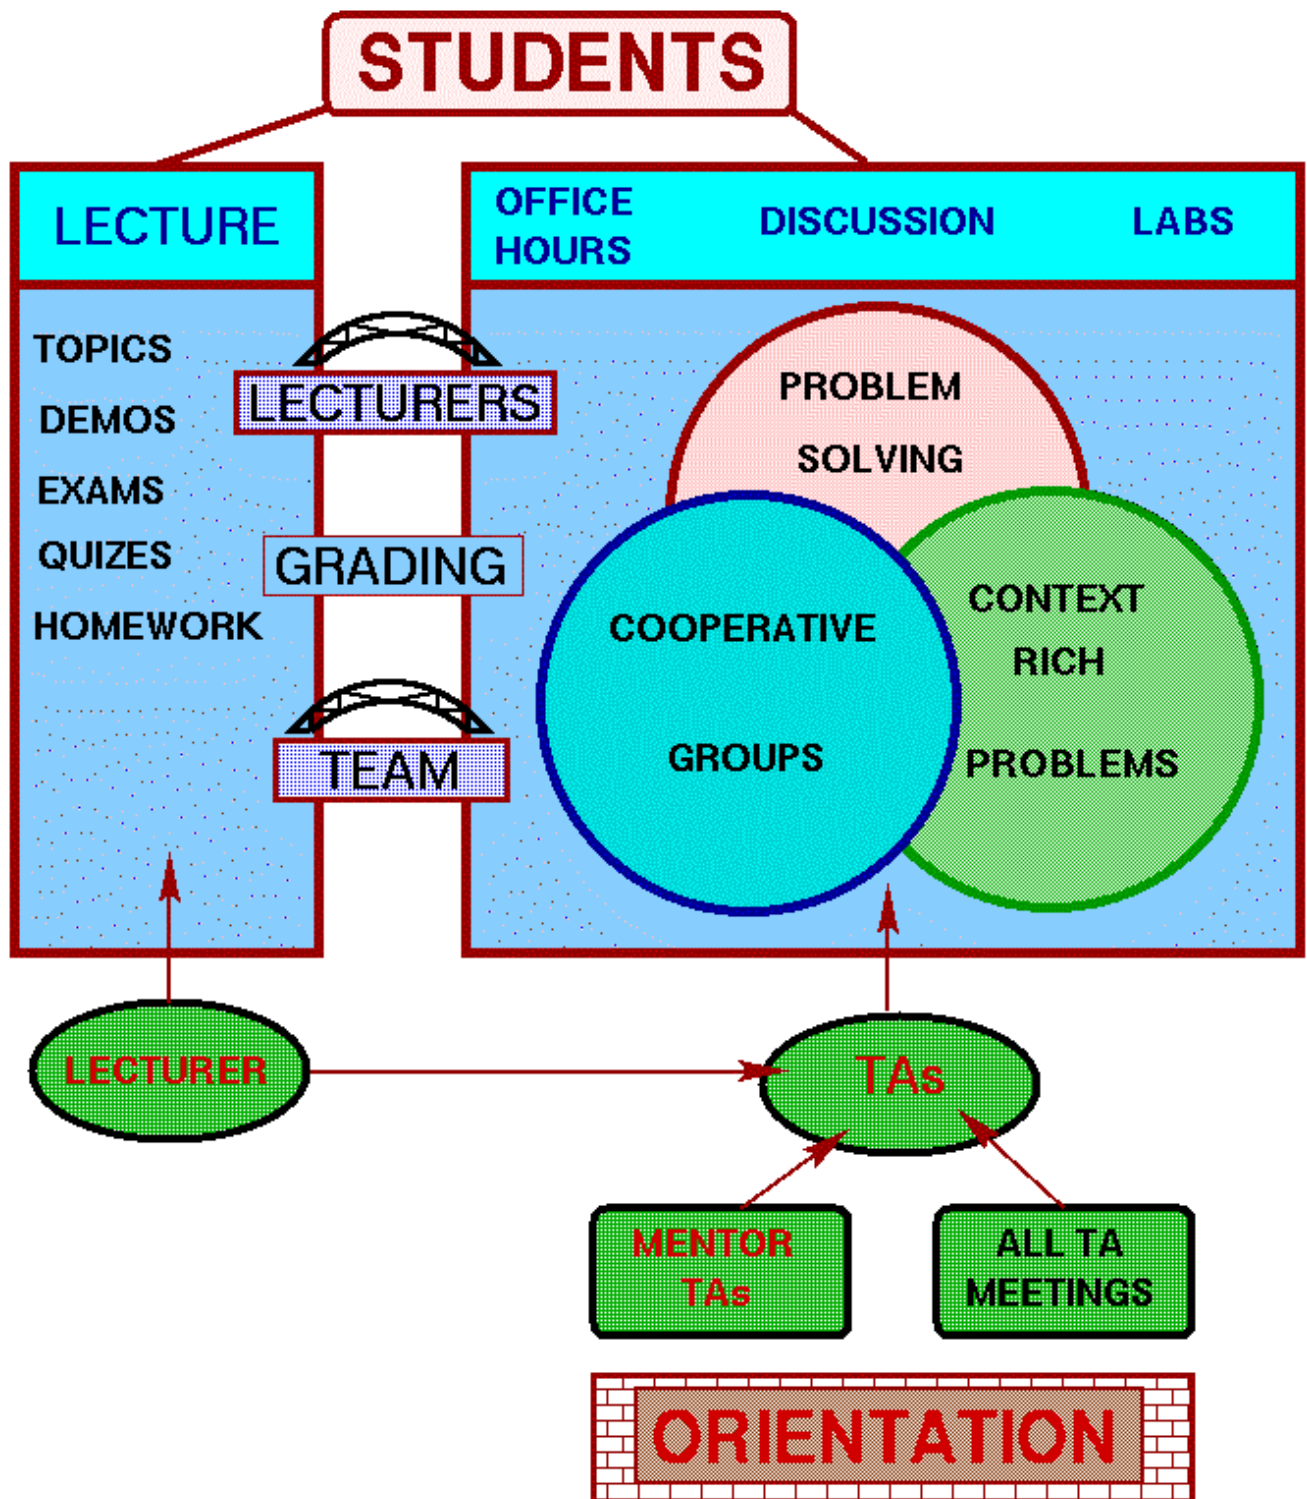 STUDENTS
LECTURE
OFFICE
HOURS
DISCUSSION
LABS
TOPICS
DEMOS
EXAMS
QUIZES
HOMEWORK
LECTURERS
GRADING
TEAM
PROBLEM
SOLVING
COOPERATIVE
GROUPS
CONTEXT
RICH
PROBLEMS
LECTURER
TAs
MENTOR
TAs
ALL TA
MEETINGS
ORIENTATION